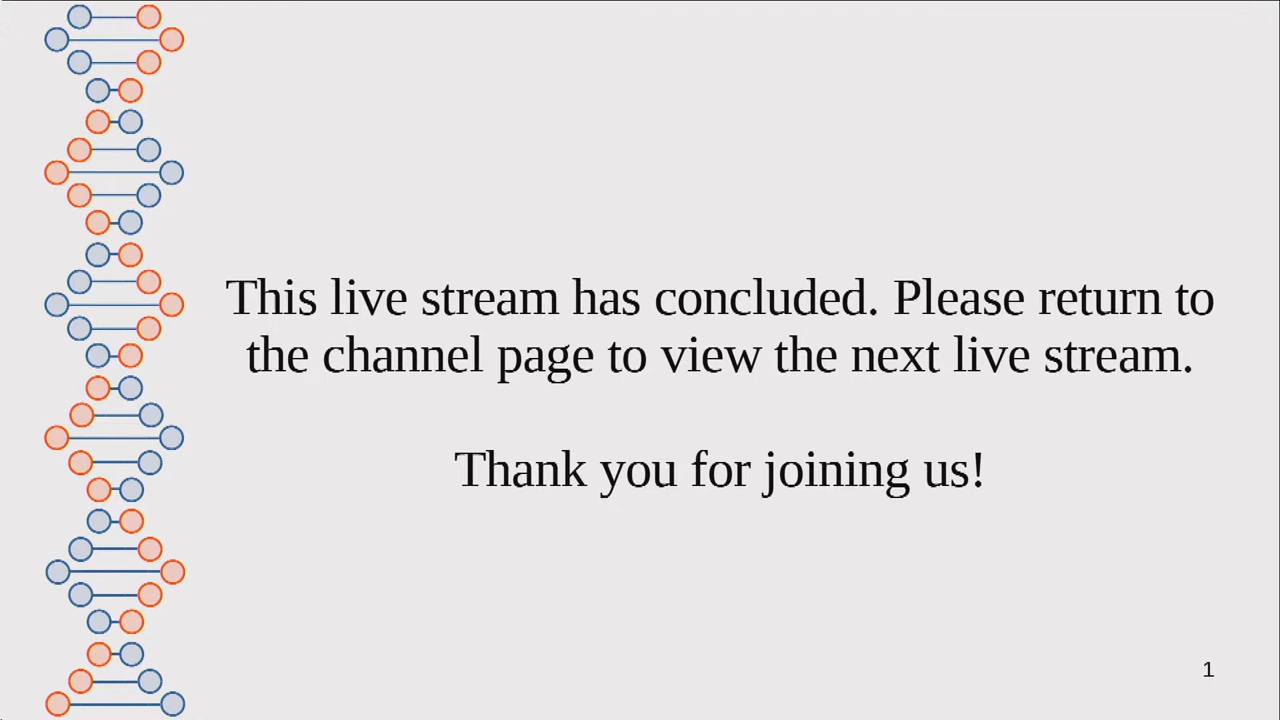 This live stream has concluded. Please return to
the channel page to view the next live stream.
Thank you for joining us!
1